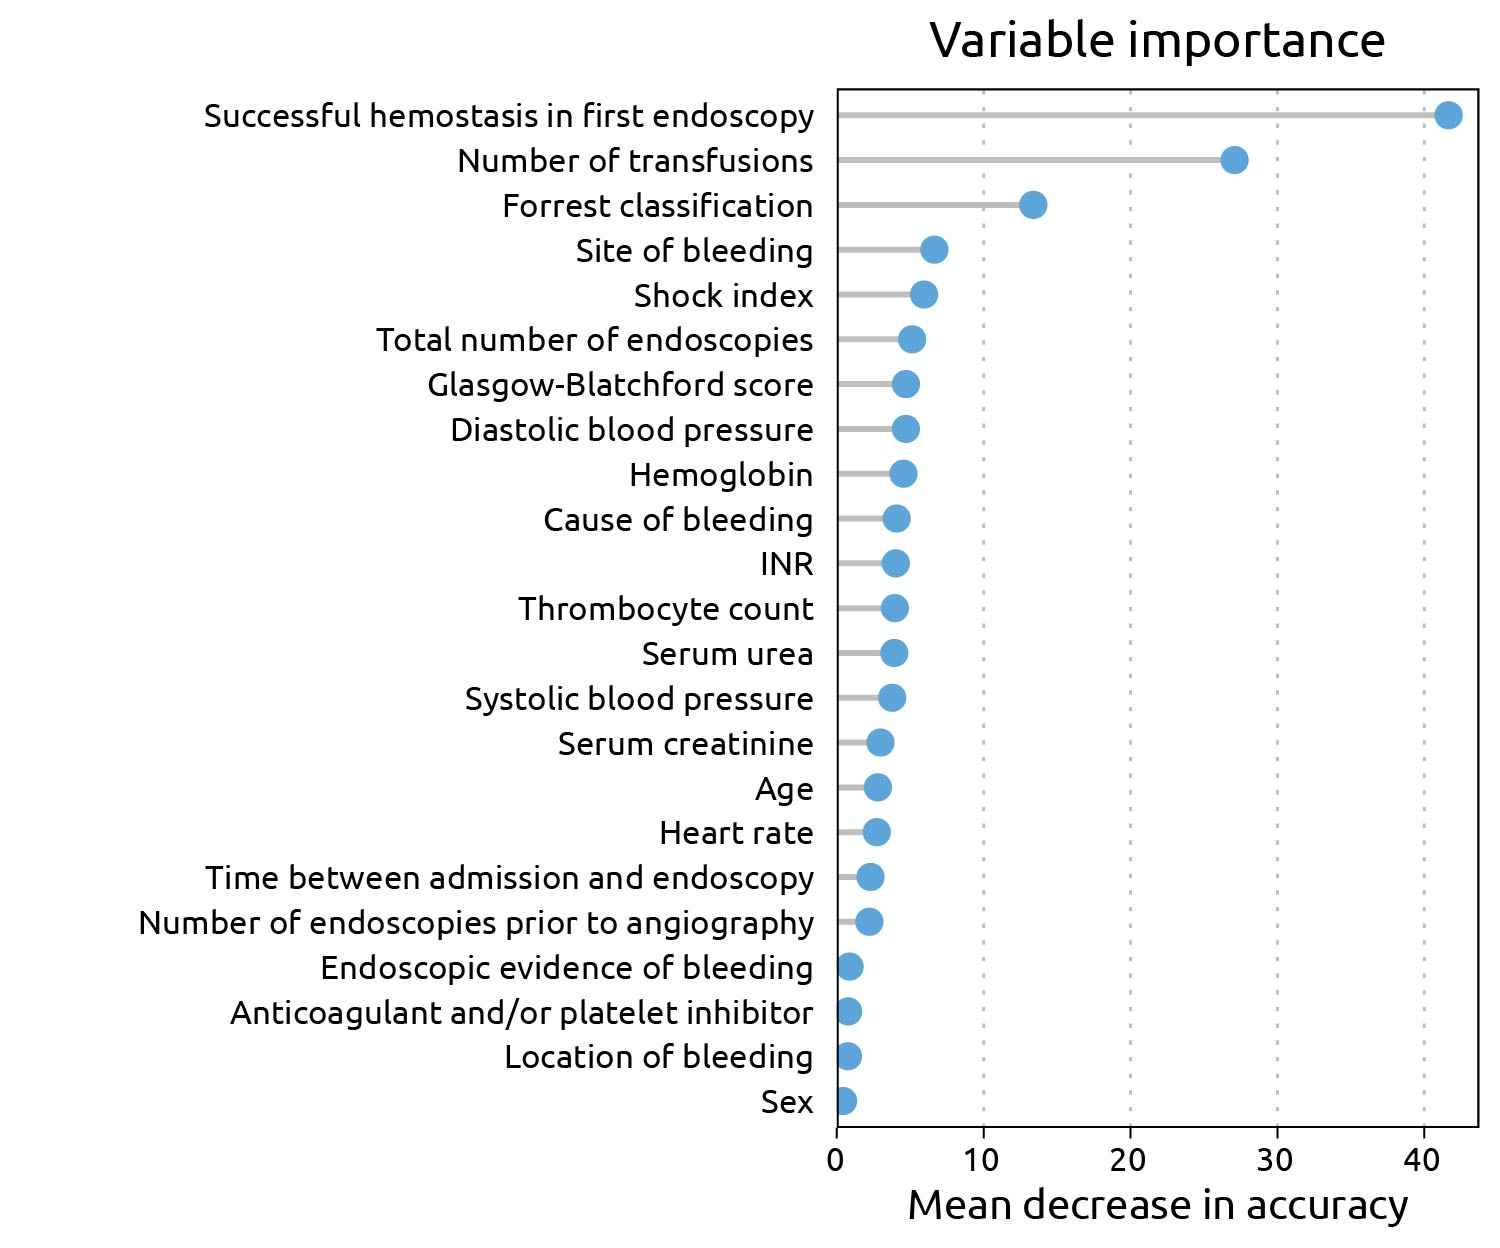 Variable importance
Successful hemostasis in first endoscopy
Number of transfusions
Forrest classification
Site of bleeding
Shock index
Total number of endoscopies
Glasgow-Blatchford score
Diastolic blood pressure
Hemoglobin
Cause of bleeding
INR
Thrombocyte count
Serum urea
Systolic blood pressure
Serum creatinine
Age
Heart rate
Time between admission and endoscopy
Number of endoscopies prior to angiography
Endoscopic evidence of bleeding
Anticoagulant and/or platelet inhibitor
Location of bleeding
Sex
0 10 20 30 40
Mean decrease in accuracy